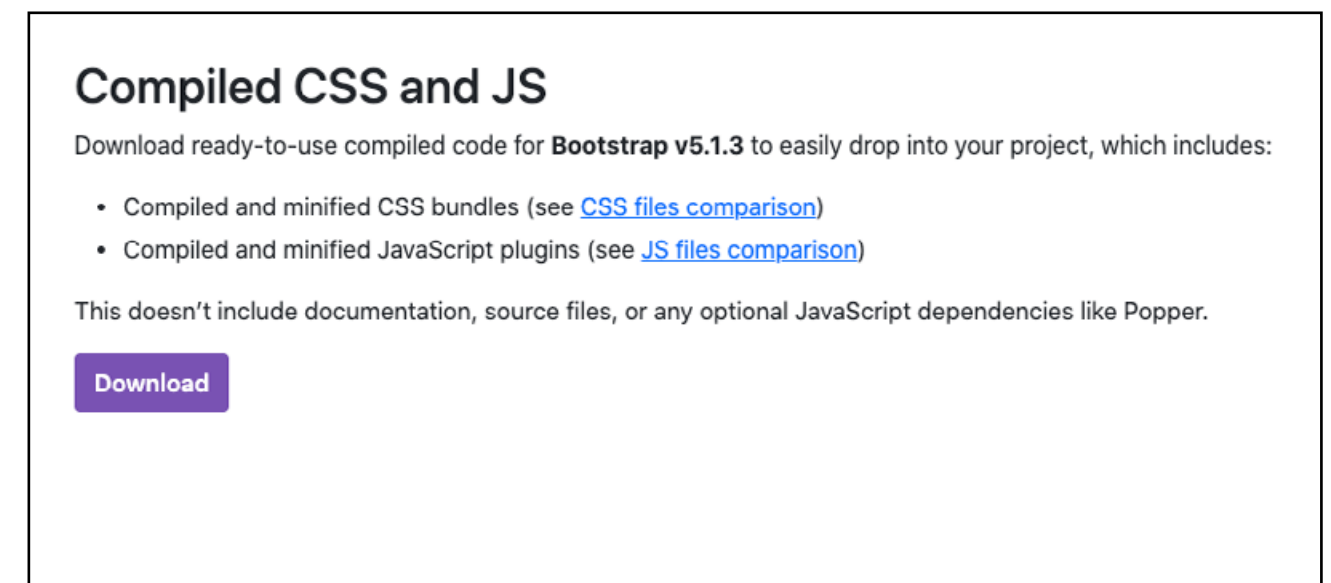 Compiled CSS and JS
Download ready-to-use compiled code for Bootstrap v5.1.3 to easily drop into your project, which includes:
• Compiled and minified CSS bundles (see CSS files comparison)
• Compiled and minified JavaScript plugins (see JS files comparison)
This doesn’t include documentation, source files, or any optional JavaScript dependencies like Popper.
Download